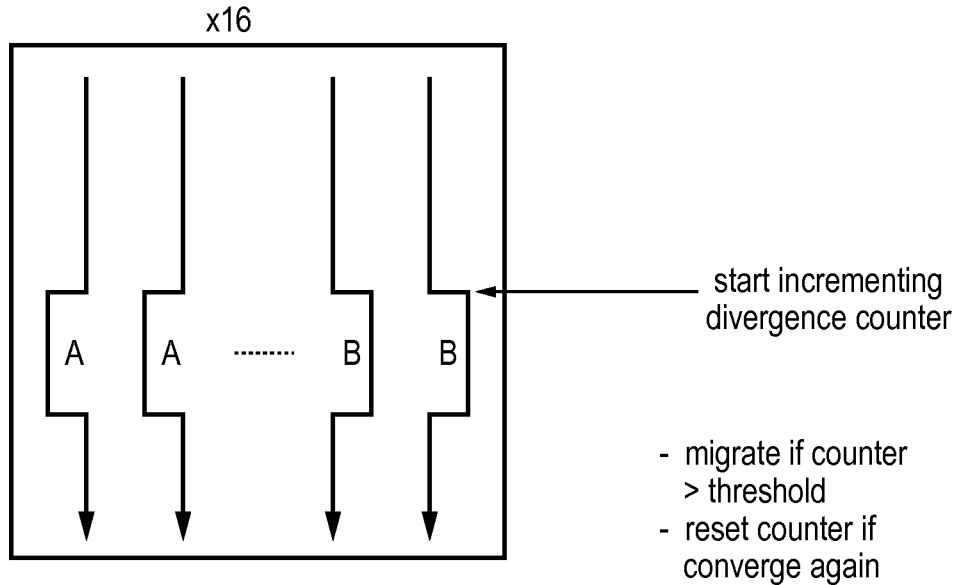 x16
start incrementing
divergence counter
A A B B
- migrate if counter
> threshold
- reset counter if
converge again